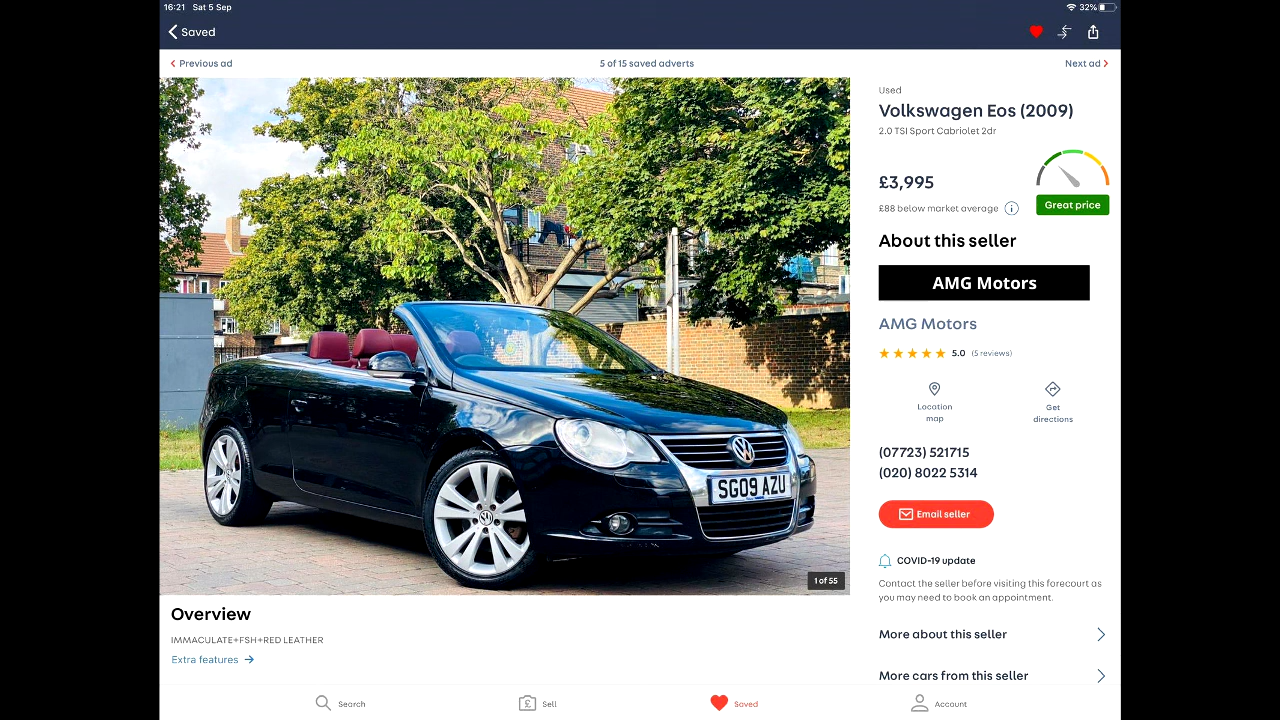 16:21 Sat 5 Sep
32%
Saved
Previous ad
5 of 15 saved adverts
Next ad
Used
Volkswagen Eos (2009)
2.0 TSI Sport Cabriolet 2dr
£3,995
£88 below market average
Great price
About this seller
AMG Motors
AMG Motors
5.0 (5 reviews)
Location
map
Get
directions
(07723) 521715
(020) 8022 5314
Email seller
COVID-19 update
Contact the seller before visiting this forecourt as
you may need to book an appointment.
More about this seller
More cars from this seller
SG09 AZU
1 of 55
Overview
IMMACULATE+FSH+RED LEATHER
Extra features
Search
Sell
Saved
Account